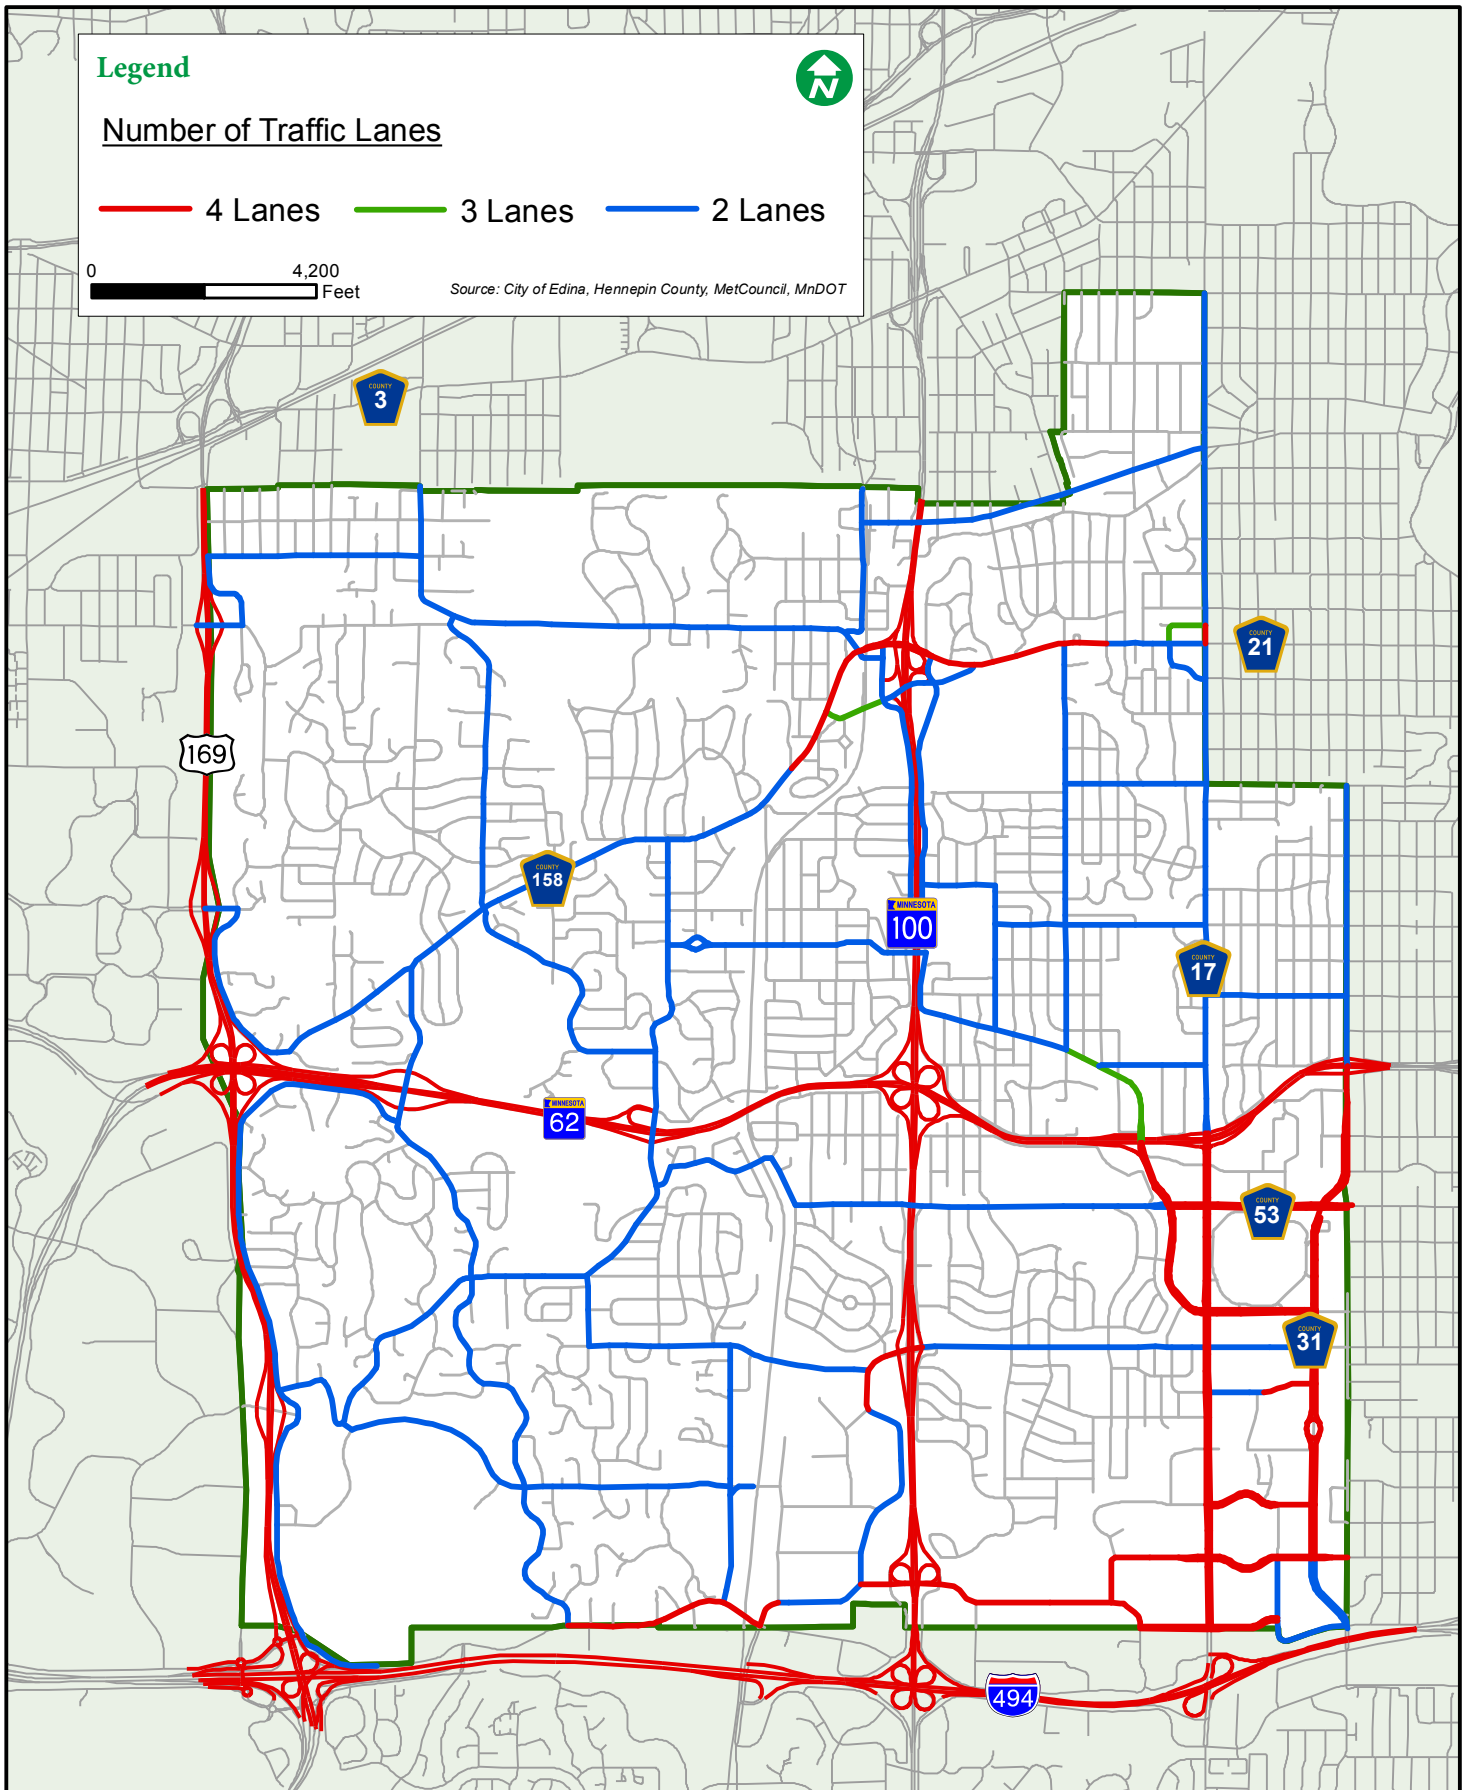 Legend
N
Number of Traffic Lanes
4 Lanes 3 Lanes 2 Lanes
0 4,200
Feet
Source: City of Edina, Hennepin County, MetCouncil, MnDOT
COUNTY
3
COUNTY
21
169
COUNTY
158
MINNESOTA
100
COUNTY
17
MINNESOTA
62
COUNTY
53
COUNTY
31
494